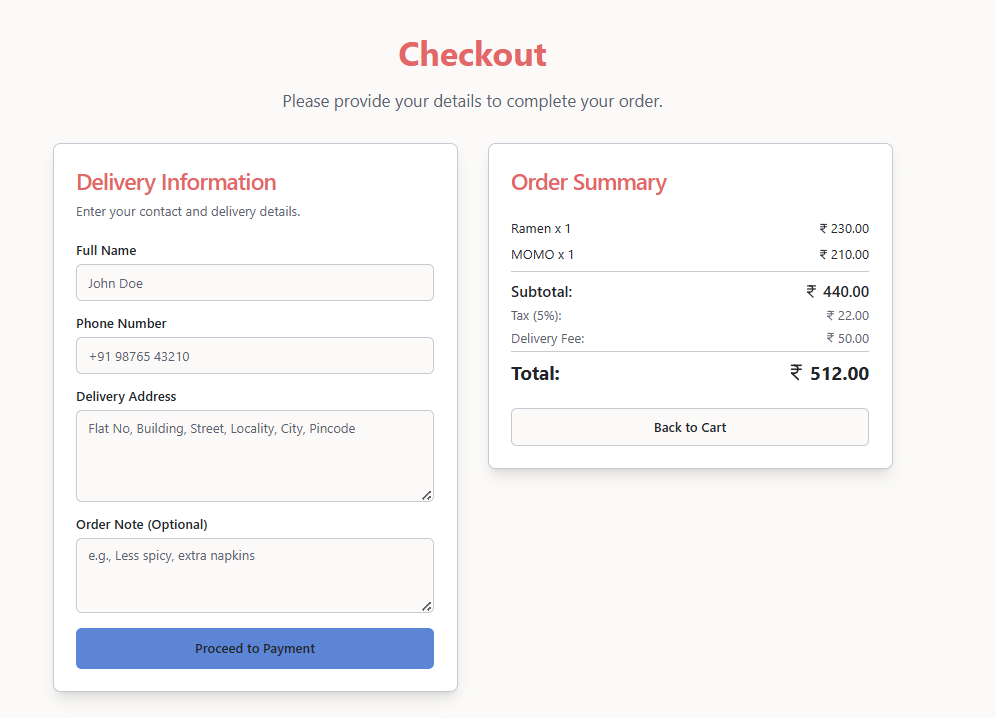 Checkout
Please provide your details to complete your order.
Delivery Information
Enter your contact and delivery details.
Full Name
John Doe
Phone Number
+91 98765 43210
Delivery Address
Flat No, Building, Street, Locality, City, Pincode
Order Note (Optional)
e.g., Less spicy, extra napkins
Proceed to Payment
Order Summary
Ramen x 1 ₹ 230.00
MOMO x 1 ₹ 210.00
Subtotal: ₹ 440.00
Tax (5%): ₹ 22.00
Delivery Fee: ₹ 50.00
Total: ₹ 512.00
Back to Cart